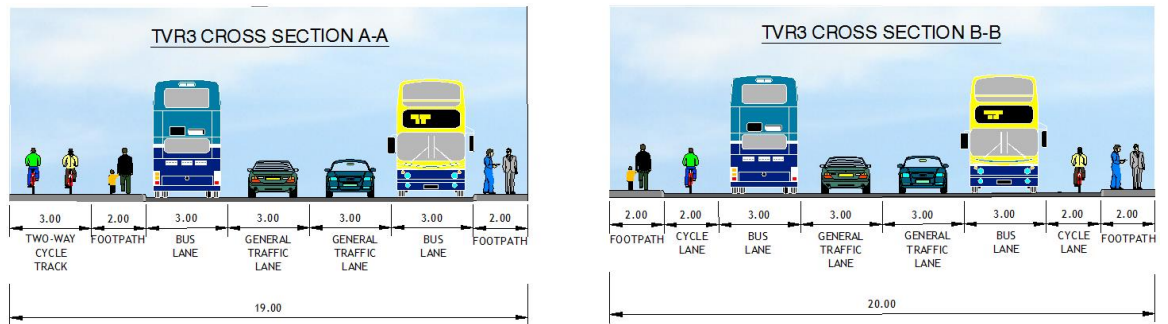 TVR3 CROSS SECTION A-A
3.00 2.00 3.00 3.00 3.00 3.00 2.00
TWO-WAY CYCLE TRACK
FOOTPATH
BUS LANE
GENERAL TRAFFIC LANE
GENERAL TRAFFIC LANE
BUS LANE
FOOTPATH
19.00
TVR3 CROSS SECTION B-B
2.00 2.00 3.00 3.00 3.00 3.00 2.00 2.00
FOOTPATH
CYCLE LANE
BUS LANE
GENERAL TRAFFIC LANE
GENERAL TRAFFIC LANE
BUS LANE
CYCLE LANE
FOOTPATH
20.00